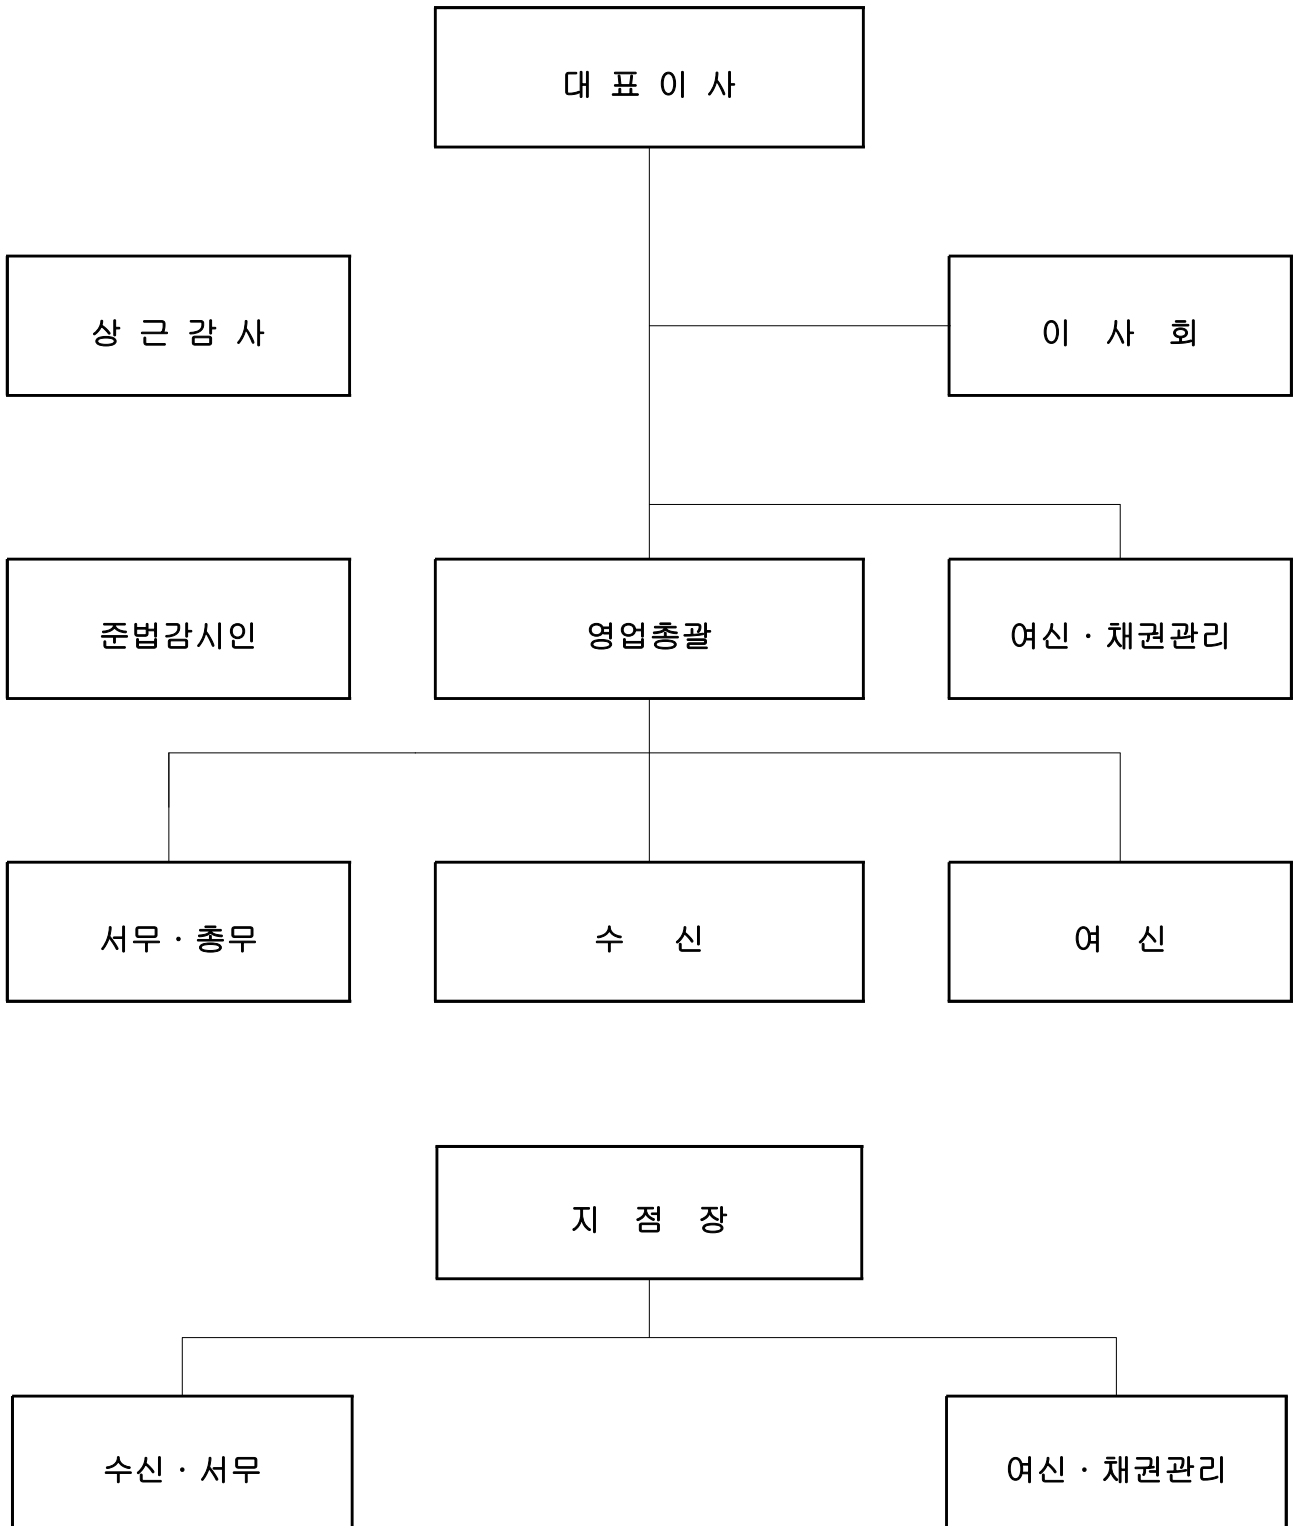 대 표 이 사
상 근 감 사
이 사 회
준법감시인
영업총괄
여신 · 채권관리
서무 · 총무
수 신
여 신
지 점 장
수신 · 서무
여신 · 채권관리